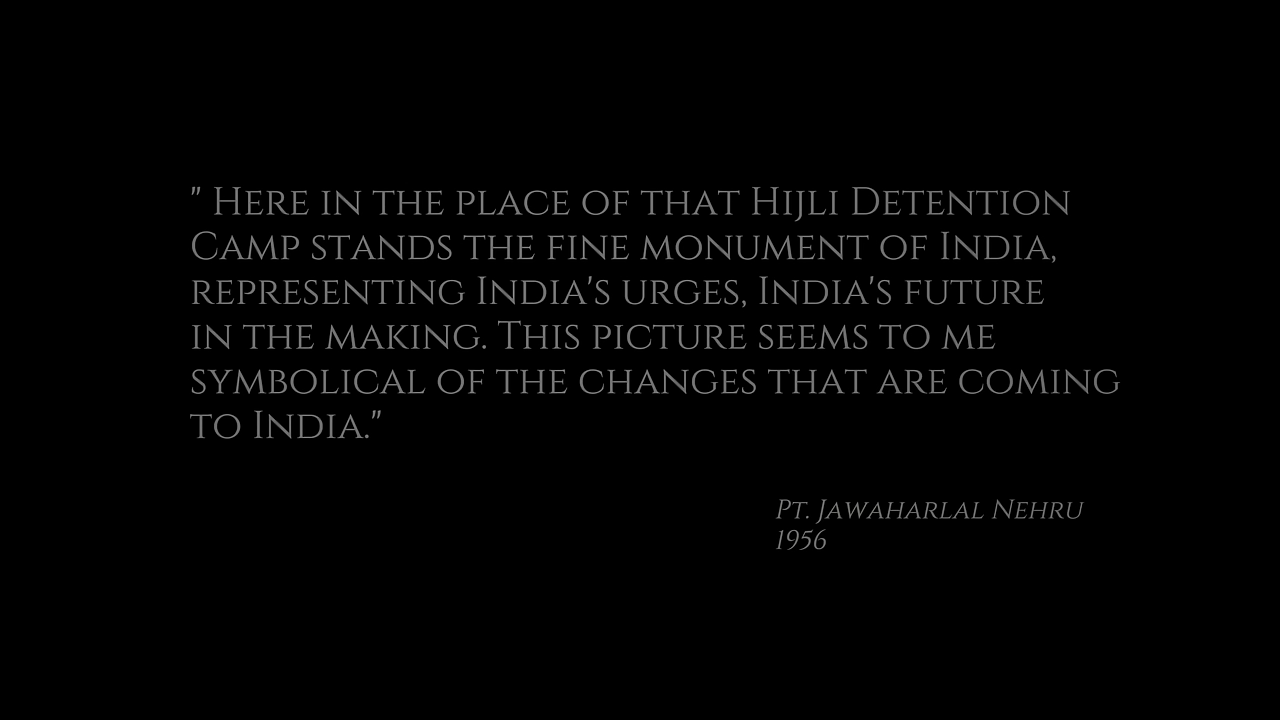 " Here in the place of that Hijli Detention
Camp stands the fine monument of India,
representing India's urges, India's future
in the making. This picture seems to me
symbolical of the changes that are coming
to India."
Pt. Jawaharlal Nehru
1956